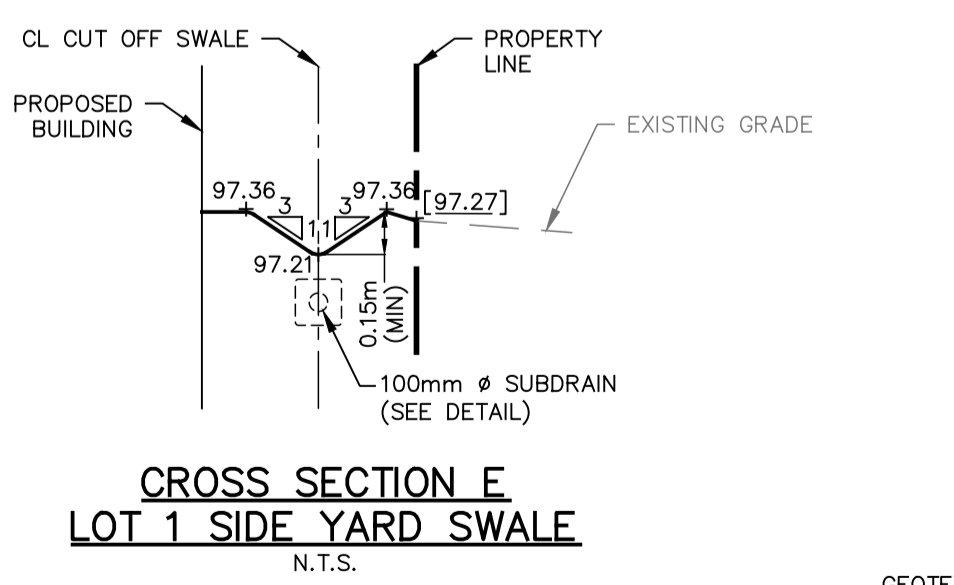 CL CUT OFF SWALE
PROPERTY
LINE
PROPOSED
BUILDING
EXISTING GRADE
97.36
3
3
97.36
[97.27]
1
1
97.21
0.15m
(MIN)
100mm ø SUBDRAIN
(SEE DETAIL)
CROSS SECTION E
LOT 1 SIDE YARD SWALE
N.T.S.